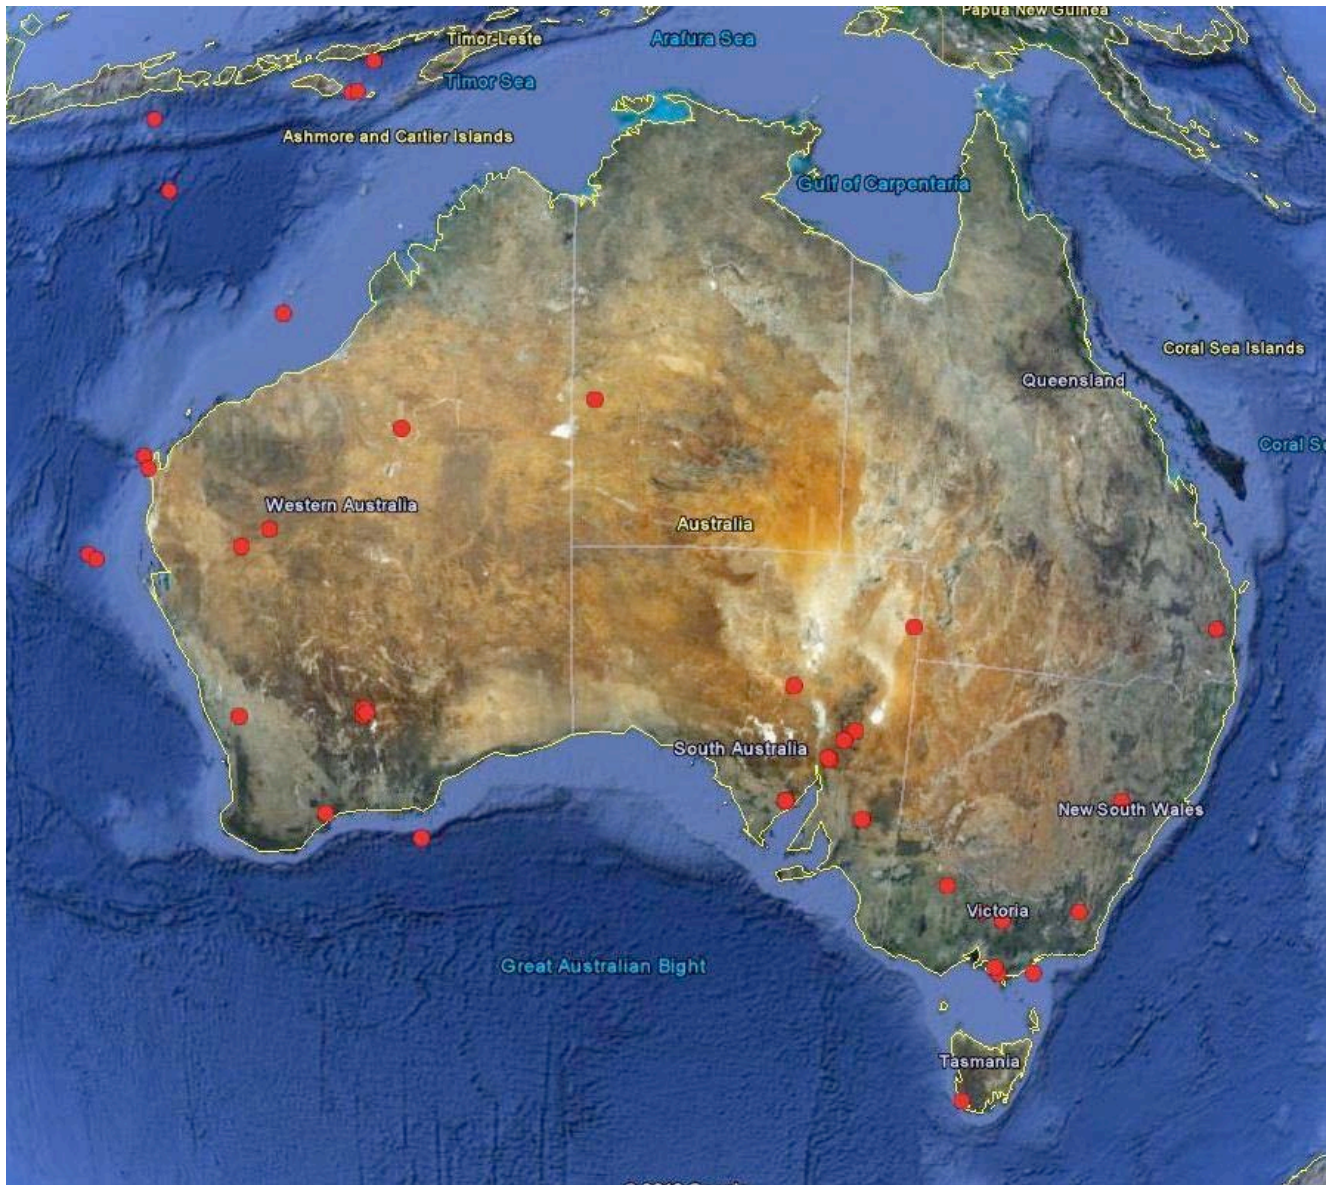 Papua New Guinea
Timor-Leste
Arafura Sea
Timor Sea
Ashmore and Cartier Islands
Gulf of Carpentaria
Coral Sea Islands
Queensland
Coral
Western Australia
Australia
South Australia
New South Wales
Victoria
Great Australian Bight
Tasmania